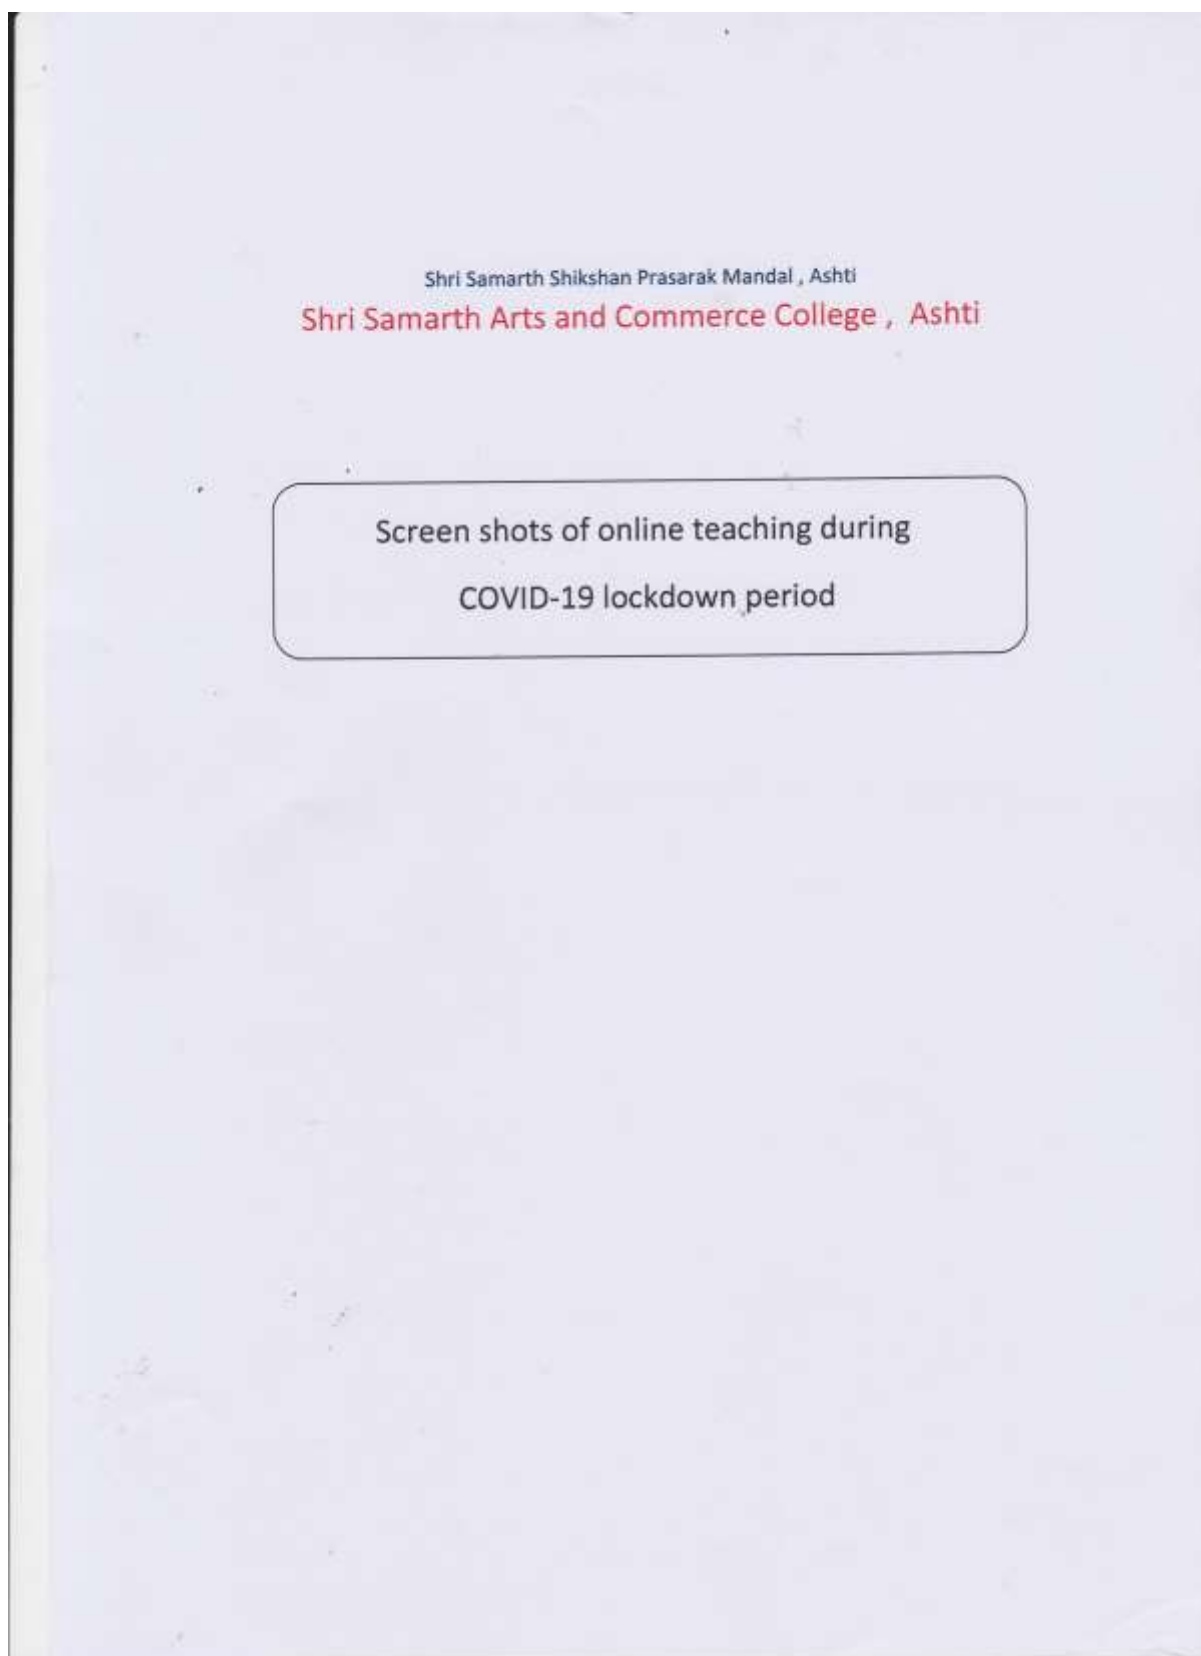 Shri Samarth Shikshan Prasarak Mandal , Ashti
Shri Samarth Arts and Commerce College , Ashti
Screen shots of online teaching during
COVID-19 lockdown period